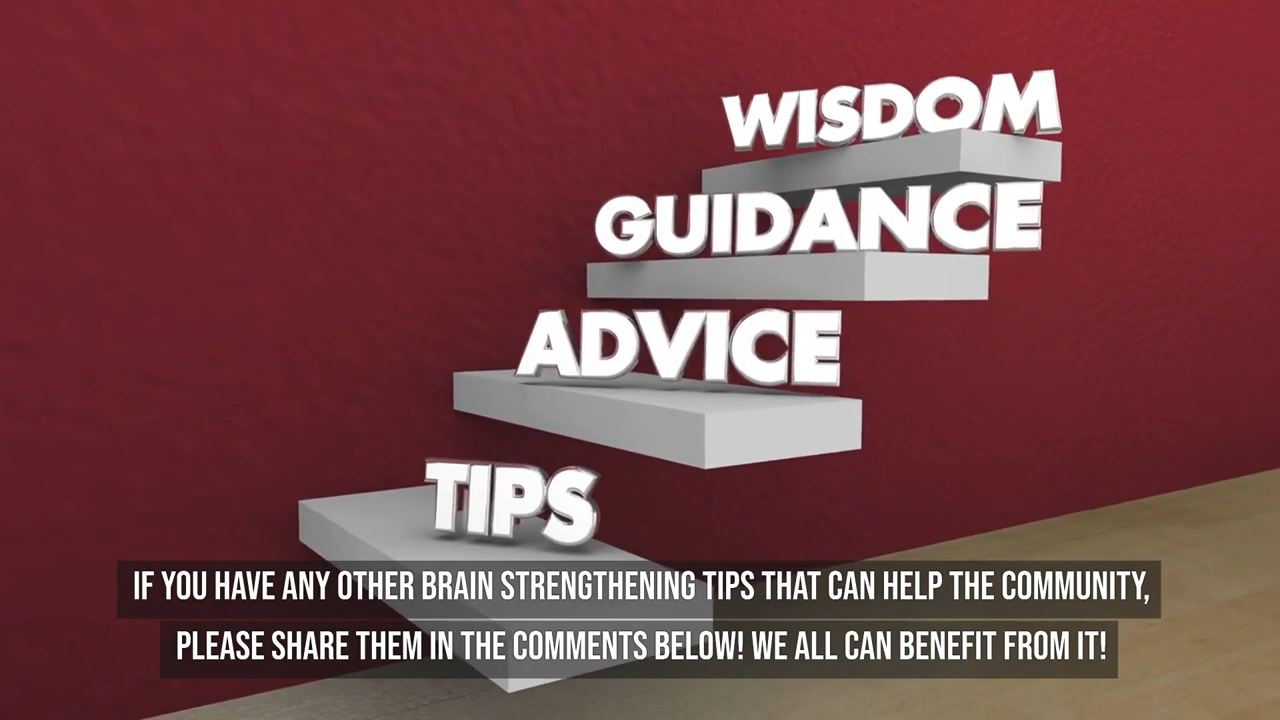 WISDOM
GUIDANCE
ADVICE
TIPS
IF YOU HAVE ANY OTHER BRAIN STRENGTHENING TIPS THAT CAN HELP THE COMMUNITY,
PLEASE SHARE THEM IN THE COMMENTS BELOW! WE ALL CAN BENEFIT FROM IT!